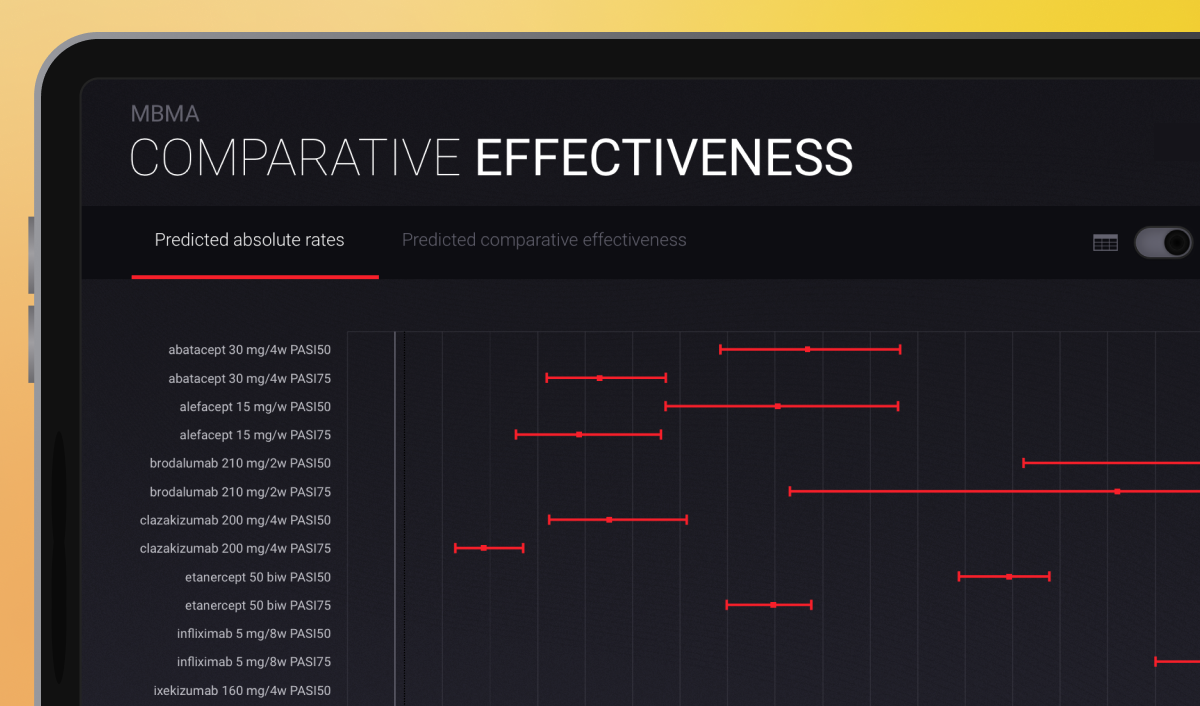 MBMA
COMPARATIVE EFFECTIVENESS
Predicted absolute rates
Predicted comparative effectiveness
abatacept 30 mg/4w PASI50
abatacept 30 mg/4w PASI75
alefacept 15 mg/w PASI50
alefacept 15 mg/w PASI75
brodalumab 210 mg/2w PASI50
brodalumab 210 mg/2w PASI75
clazakizumab 200 mg/4w PASI50
clazakizumab 200 mg/4w PASI75
etanercept 50 biw PASI50
etanercept 50 biw PASI75
infliximab 5 mg/8w PASI50
infliximab 5 mg/8w PASI75
ixekizumab 160 mg/4w PASI50